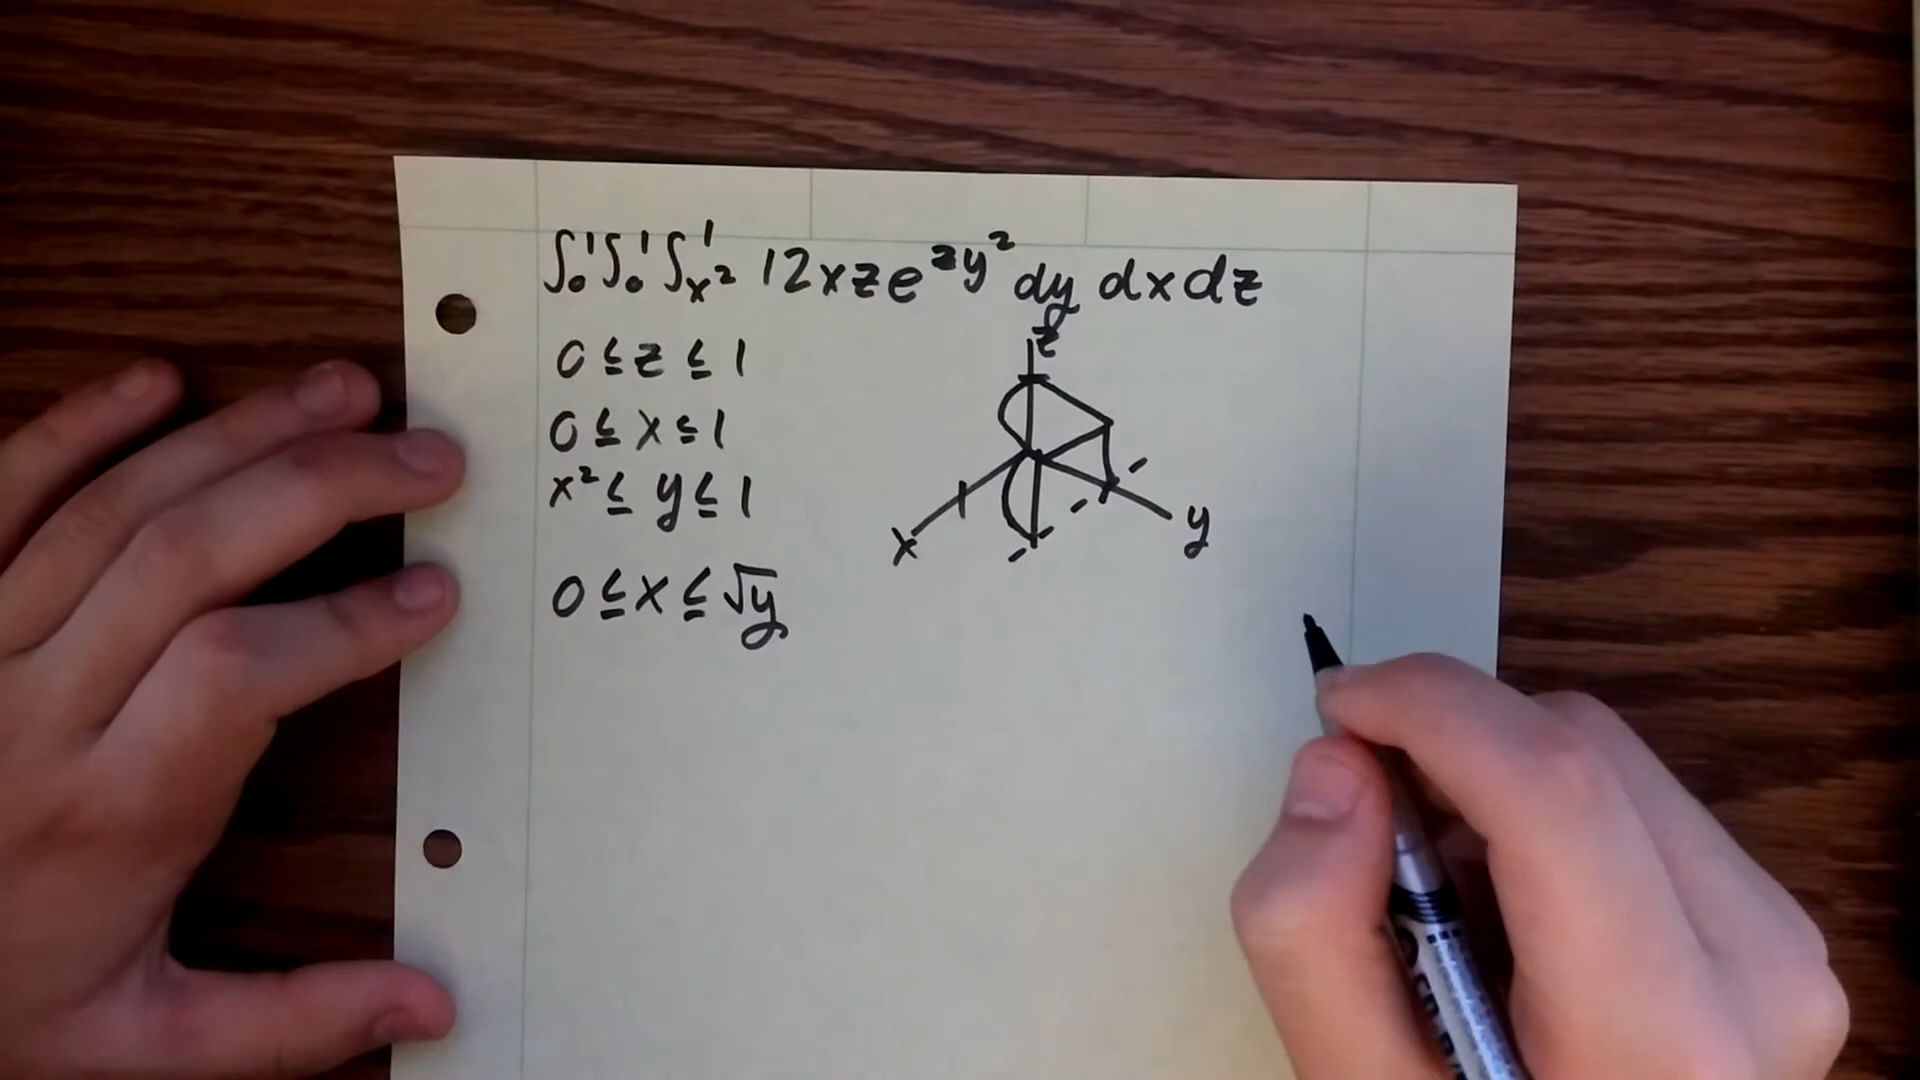 ∫₀¹∫₀¹∫ₓ²¹ 12xze^zy² dy dx dz
0 ≤ z ≤ 1
0 ≤ x ≤ 1
x² ≤ y ≤ 1
0 ≤ x ≤ √y
z
x
y